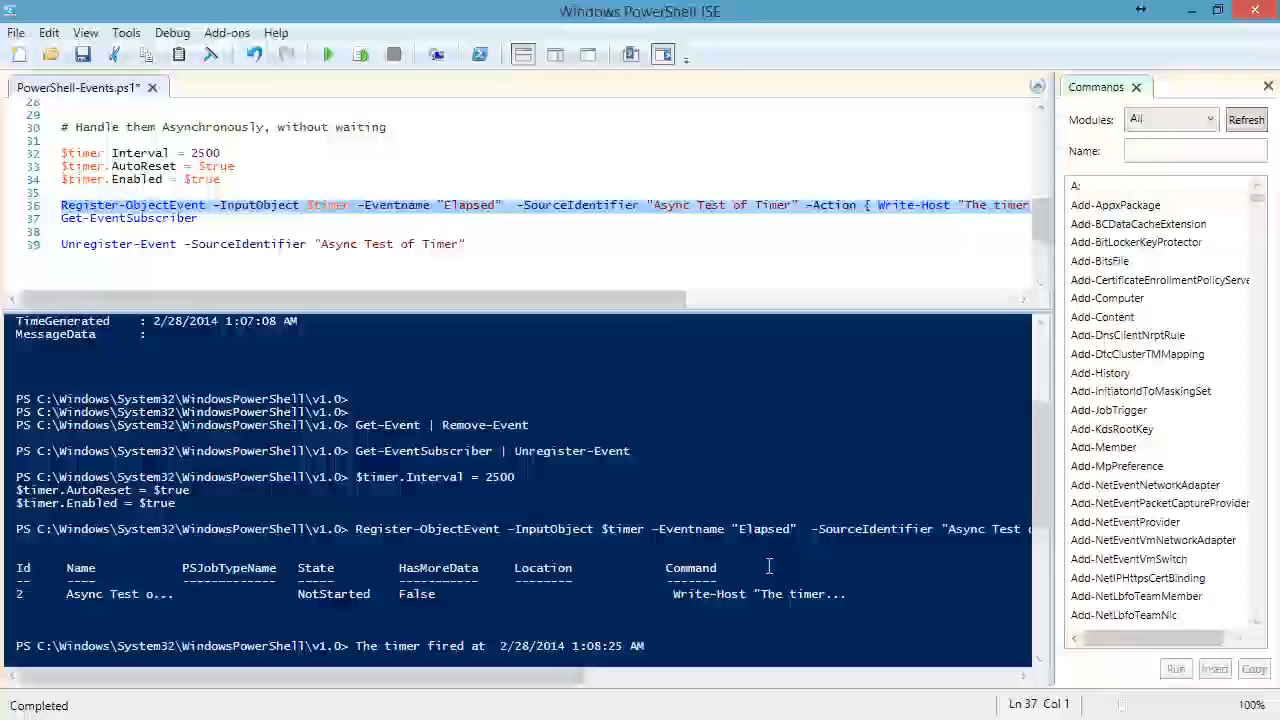 Windows PowerShell ISE
File Edit View Tools Debug Add-ons Help
PowerShell-Events.ps1*
Commands
28
29
30 # Handle them Asynchronously, without waiting
31
32 $timer.Interval = 2500
33 $timer.AutoReset = $true
34 $timer.Enabled = $true
35
36 Register-ObjectEvent -InputObject $timer -Eventname "Elapsed" -SourceIdentifier "Async Test of Timer" -Action { Write-Host "The timer
37 Get-EventSubscriber
38
39 Unregister-Event -SourceIdentifier "Async Test of Timer"
TimeGenerated : 2/28/2014 1:07:08 AM
MessageData :
PS C:\Windows\System32\WindowsPowerShell\v1.0>
PS C:\Windows\System32\WindowsPowerShell\v1.0>
PS C:\Windows\System32\WindowsPowerShell\v1.0> Get-Event | Remove-Event
PS C:\Windows\System32\WindowsPowerShell\v1.0> Get-EventSubscriber | Unregister-Event
PS C:\Windows\System32\WindowsPowerShell\v1.0> $timer.Interval = 2500
$timer.AutoReset = $true
$timer.Enabled = $true
PS C:\Windows\System32\WindowsPowerShell\v1.0> Register-ObjectEvent -InputObject $timer -Eventname "Elapsed" -SourceIdentifier "Async Test
Id Name PSJobTypeName State HasMoreData Location Command
-- ---- ------------- ----- ----------- -------- -------
2 Async Test o... NotStarted False Write-Host "The timer...
PS C:\Windows\System32\WindowsPowerShell\v1.0> The timer fired at 2/28/2014 1:08:25 AM
Modules: All Refresh
Name:
A:
Add-AppxPackage
Add-BCDataCacheExtension
Add-BitLockerKeyProtector
Add-BitsFile
Add-CertificateEnrollmentPolicyServe
Add-Computer
Add-Content
Add-DnsClientNrptRule
Add-DtcClusterTMMapping
Add-History
Add-InitiatorIdToMaskingSet
Add-JobTrigger
Add-KdsRootKey
Add-Member
Add-MpPreference
Add-NetEventNetworkAdapter
Add-NetEventPacketCaptureProvider
Add-NetEventProvider
Add-NetEventVmNetworkAdapter
Add-NetEventVmSwitch
Add-NetIPHttpsCertBinding
Add-NetLbfoTeamMember
Add-NetLbfoTeamNic
Run Insert Copy
Completed
Ln 37 Col 1
100%